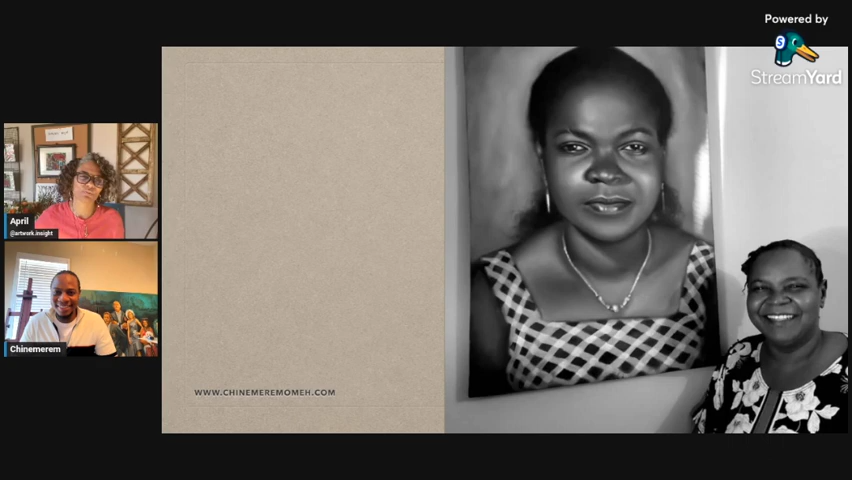 Powered by
S
StreamYard
April
@artwork.insight
Chinemerem
WWW.CHINEMEREMOMEH.COM